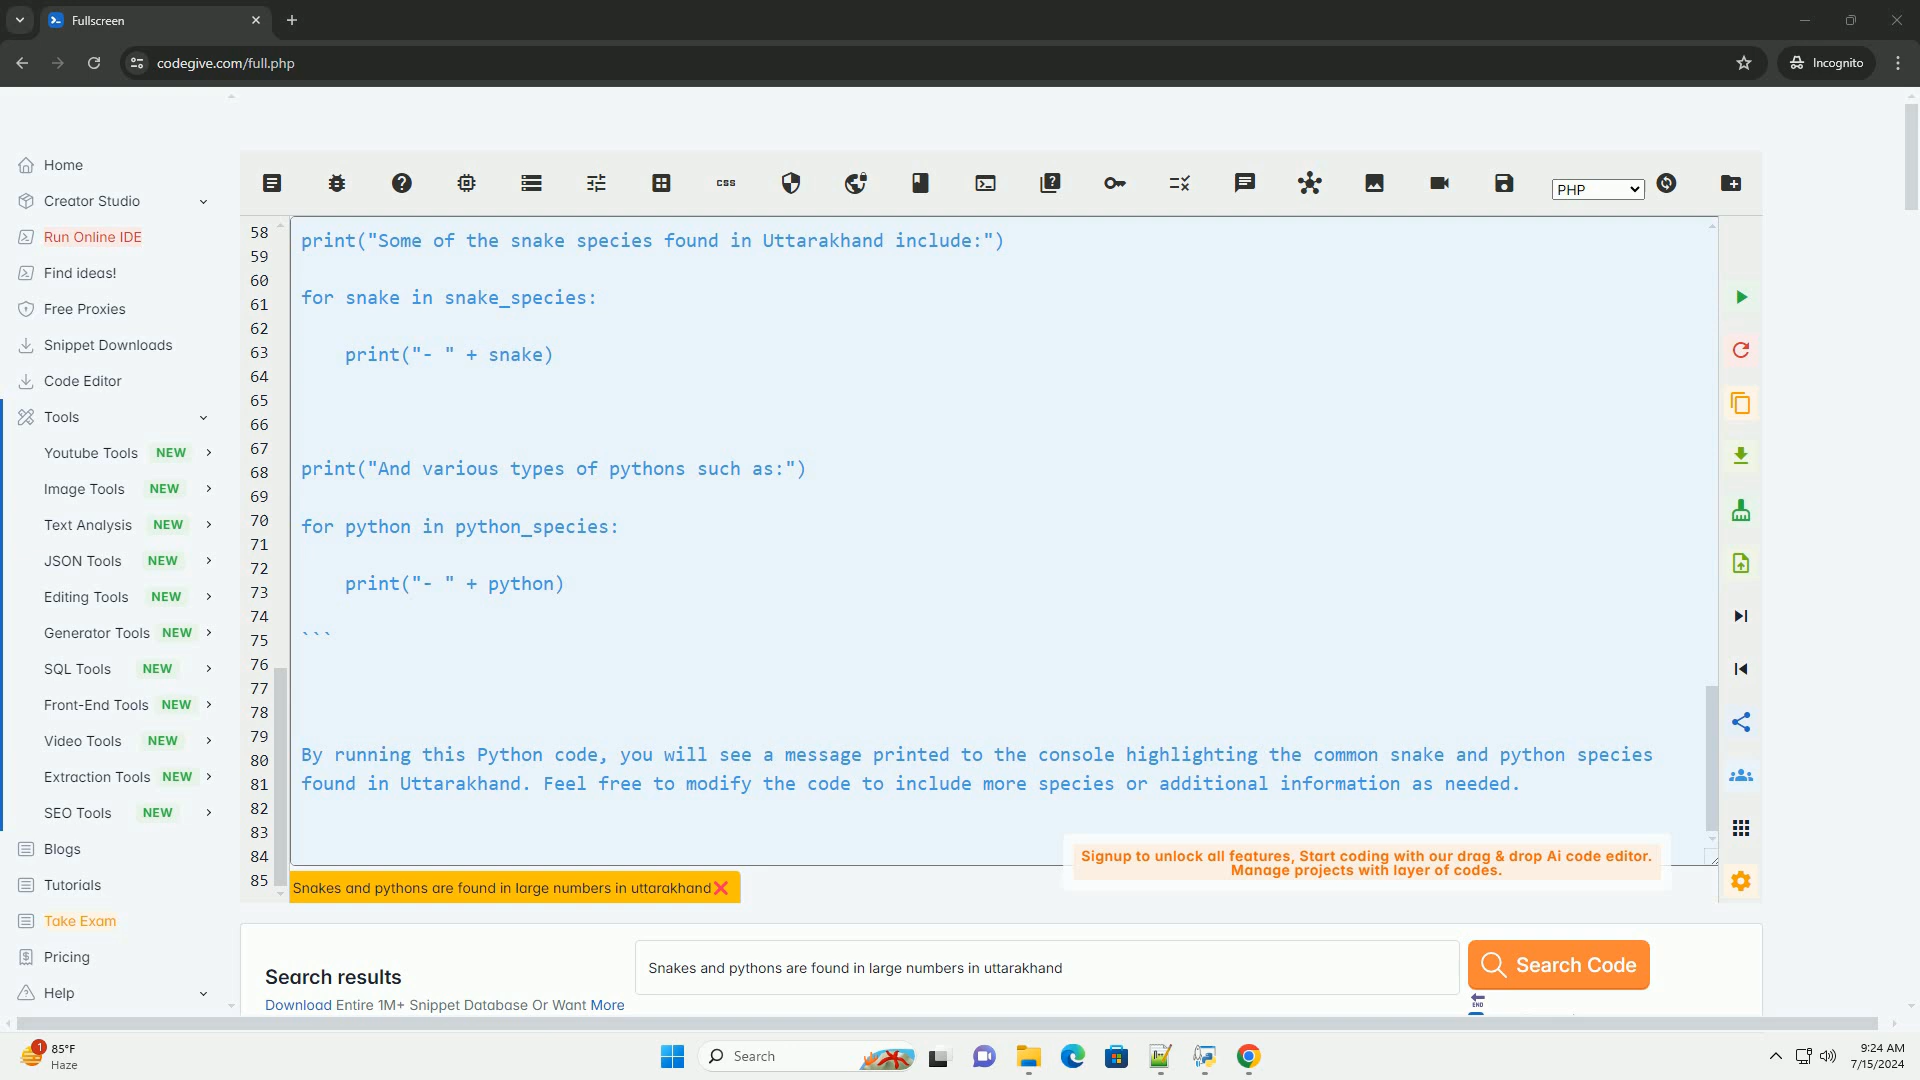 Fullscreen
codegive.com/full.php
Incognito
Home
Creator Studio
Run Online IDE
Find ideas!
Free Proxies
Snippet Downloads
Code Editor
Tools
Youtube Tools NEW
Image Tools NEW
Text Analysis NEW
JSON Tools NEW
Editing Tools NEW
Generator Tools NEW
SQL Tools NEW
Front-End Tools NEW
Video Tools NEW
Extraction Tools NEW
SEO Tools NEW
Blogs
Tutorials
Take Exam
Pricing
Help
css
PHP
58
59
60
61
62
63
64
65
66
67
68
69
70
71
72
73
74
75
76
77
78
79
80
81
82
83
84
85
print("Some of the snake species found in Uttarakhand include:")
for snake in snake_species:
    print("- " + snake)
print("And various types of pythons such as:")
for python in python_species:
    print("- " + python)
```
By running this Python code, you will see a message printed to the console highlighting the common snake and python species
found in Uttarakhand. Feel free to modify the code to include more species or additional information as needed.
Signup to unlock all features, Start coding with our drag & drop Ai code editor.
Manage projects with layer of codes.
Snakes and pythons are found in large numbers in uttarakhand
Search results
Download Entire 1M+ Snippet Database Or Want More
Snakes and pythons are found in large numbers in uttarakhand
Search Code
END
1
85°F
Haze
Search
9:24 AM
7/15/2024